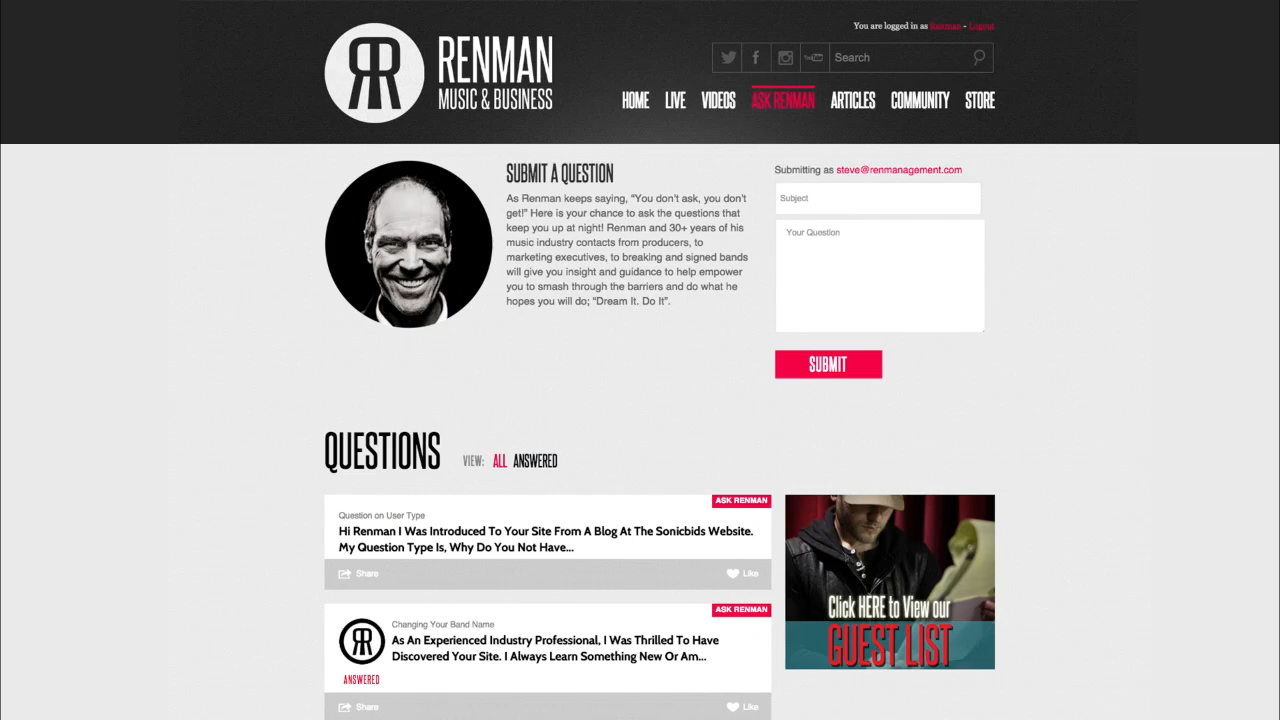 You are logged in as Renman - Logout
RENMAN
MUSIC & BUSINESS
Search
HOME LIVE VIDEOS ASK RENMAN ARTICLES COMMUNITY STORE
SUBMIT A QUESTION
As Renman keeps saying, “You don’t ask, you don’t
get!” Here is your chance to ask the questions that
keep you up at night! Renman and 30+ years of his
music industry contacts from producers, to
marketing executives, to breaking and signed bands
will give you insight and guidance to help empower
you to smash through the barriers and do what he
hopes you will do; “Dream It. Do It”.
Submitting as steve@renmanagement.com
Subject
Your Question
SUBMIT
QUESTIONS
VIEW: ALL ANSWERED
ASK RENMAN
Question on User Type
Hi Renman I Was Introduced To Your Site From A Blog At The Sonicbids Website.
My Question Type Is, Why Do You Not Have...
Share
Like
ASK RENMAN
Changing Your Band Name
As An Experienced Industry Professional, I Was Thrilled To Have
Discovered Your Site. I Always Learn Something New Or Am...
ANSWERED
Share
Like
Click HERE to View our
GUEST LIST